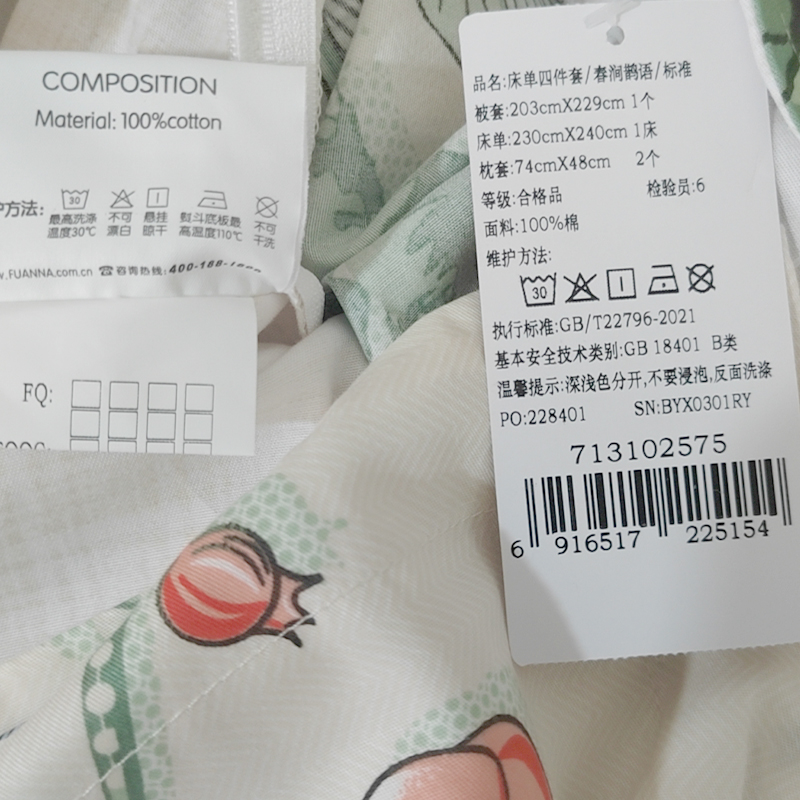 COMPOSITION
Material: 100%cotton
护方法:
30
最高洗涤温度30℃
不可漂白
悬挂晾干
熨斗底板最高温度110℃
不可干洗
w.FUANNA.com.cn ☎咨询热线:400-188-
FQ:
品名:床单四件套/春涧鹊语/标准
被套:203cmX229cm 1个
床单:230cmX240cm 1床
枕套:74cmX48cm 2个
等级:合格品 检验员:6
面料:100%棉
维护方法:
30
执行标准:GB/T22796-2021
基本安全技术类别:GB 18401 B类
温馨提示:深浅色分开,不要浸泡,反面洗涤
PO:228401 SN:BYX0301RY
713102575
6 916517 225154